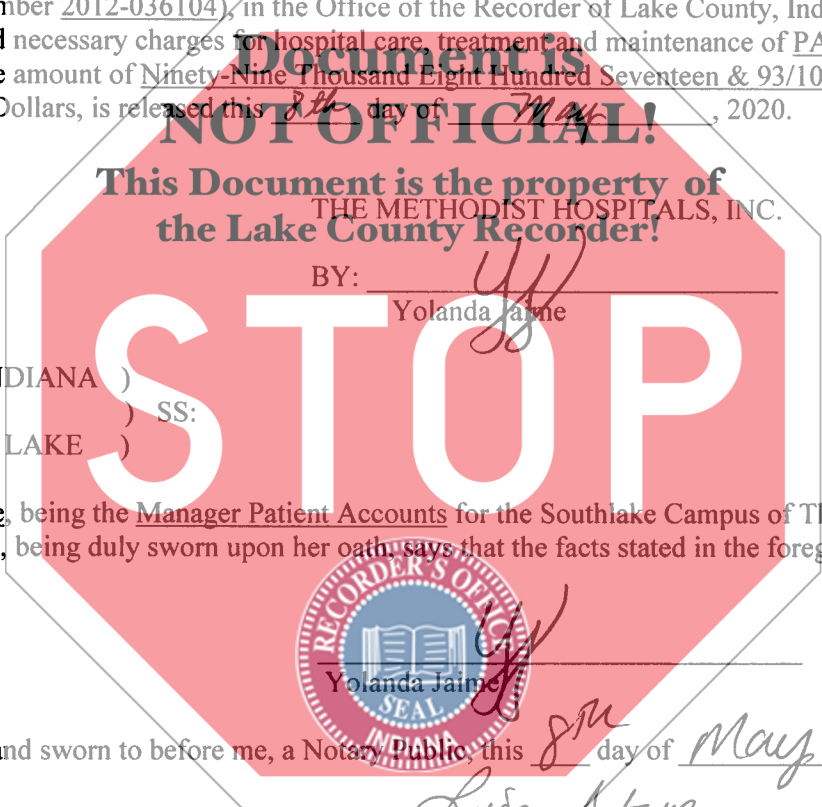 mber 2012-036104), in the Office of the Recorder of Lake County, Ind
d necessary charges for hospital care, treatment and maintenance of PA
Document is
e amount of Ninety-Nine Thousand Eight Hundred Seventeen & 93/10
Dollars, is released this 8th day of May, 2020.
NOT OFFICIAL!
This Document is the property of
THE METHODIST HOSPITALS, INC.
the Lake County Recorder!
BY:
Yolanda Jaime
STOP
NDIANA )
) SS:
LAKE )
e, being the Manager Patient Accounts for the Southlake Campus of Th
, being duly sworn upon her oath, says that the facts stated in the foreg
RECORDER'S OFFICE
Yolanda Jaime
SEAL
INDIANA
and sworn to before me, a Notary Public, this 8th day of May